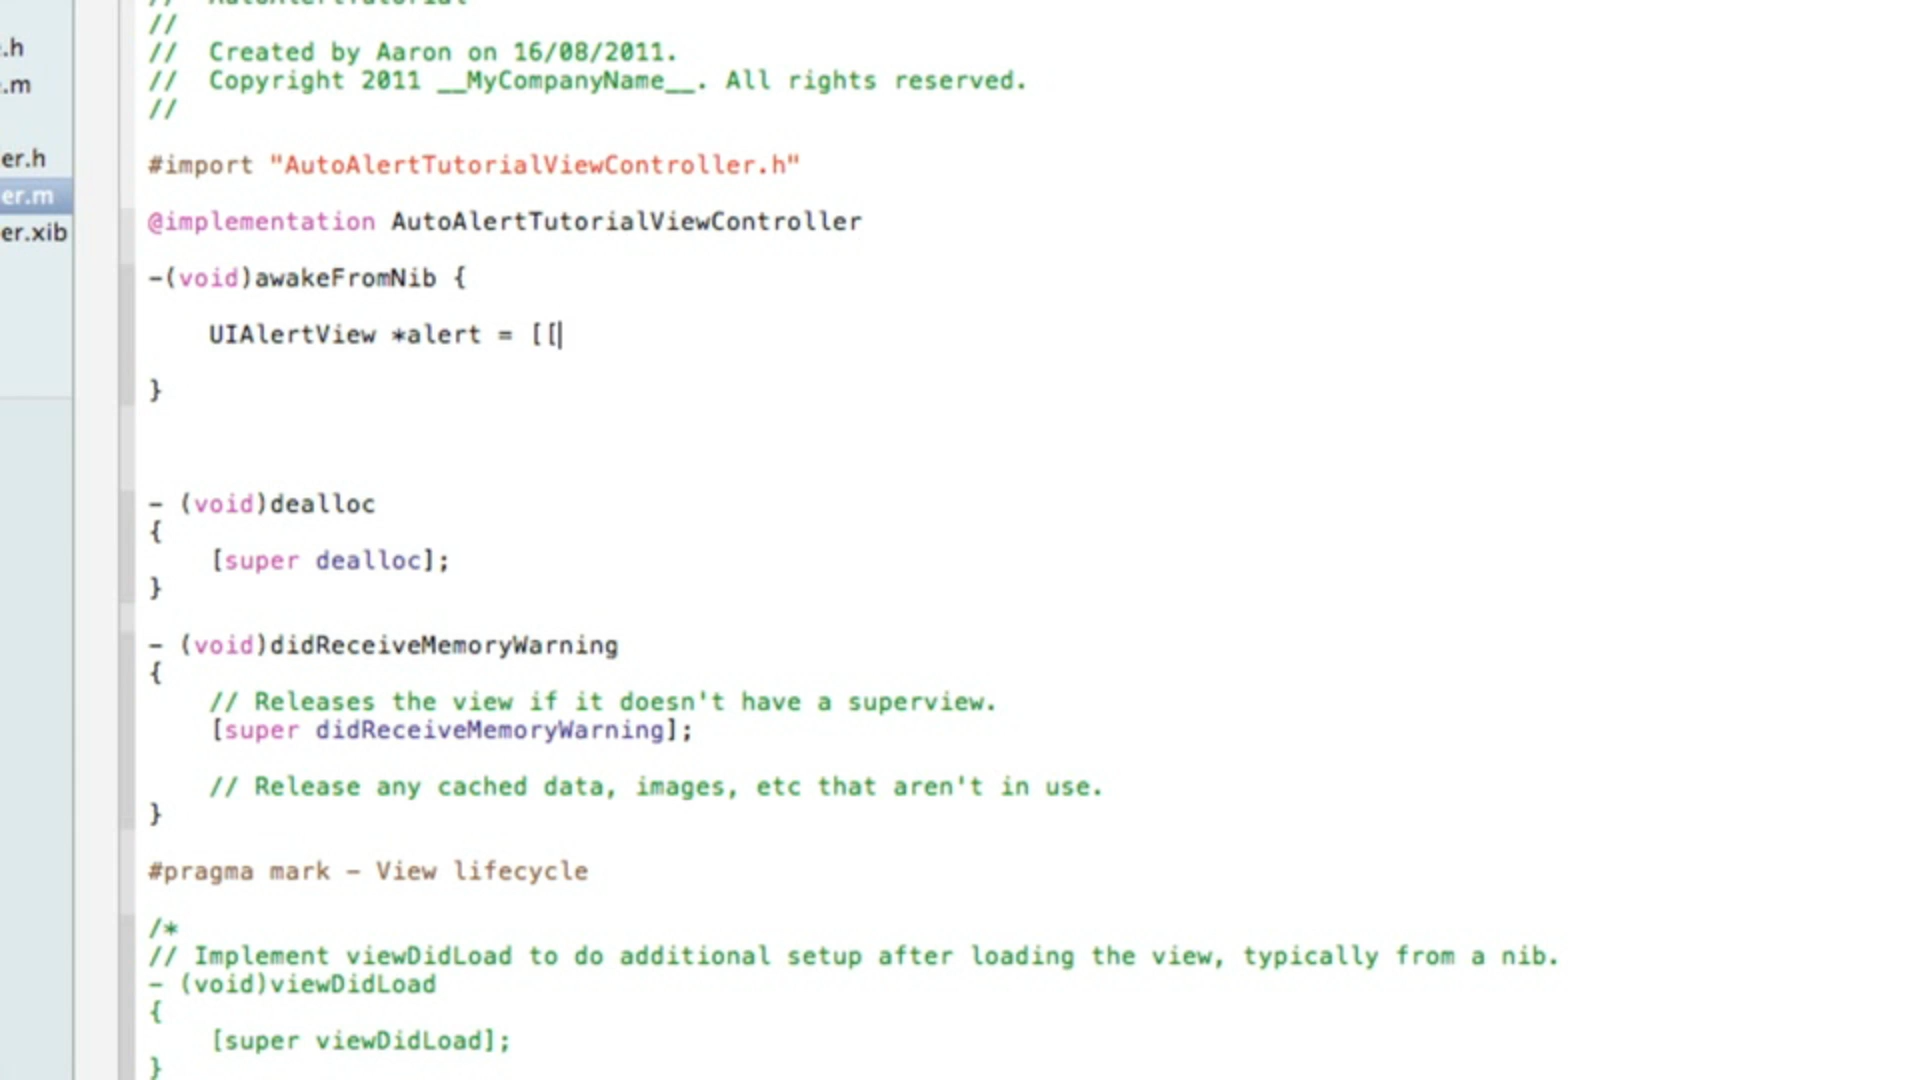 //  AutoAlertTutorial
//
//  Created by Aaron on 16/08/2011.
//  Copyright 2011 __MyCompanyName__. All rights reserved.
//
#import "AutoAlertTutorialViewController.h"
@implementation AutoAlertTutorialViewController
-(void)awakeFromNib {
    UIAlertView *alert = [[
}
- (void)dealloc
{
    [super dealloc];
}
- (void)didReceiveMemoryWarning
{
    // Releases the view if it doesn't have a superview.
    [super didReceiveMemoryWarning];
    // Release any cached data, images, etc that aren't in use.
}
#pragma mark - View lifecycle
/*
// Implement viewDidLoad to do additional setup after loading the view, typically from a nib.
- (void)viewDidLoad
{
    [super viewDidLoad];
}
.h
.m
er.h
er.m
er.xib